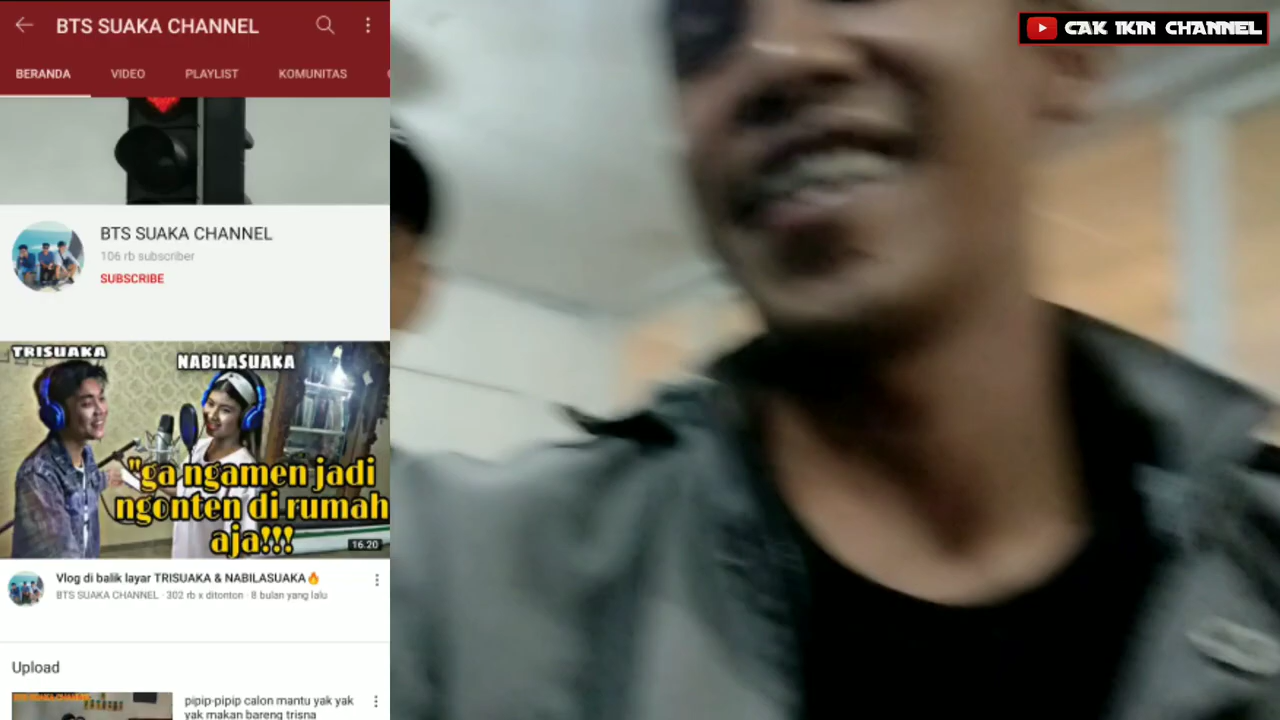 BTS SUAKA CHANNEL
CAK IKIN CHANNEL
BERANDA VIDEO PLAYLIST KOMUNITAS
BTS SUAKA CHANNEL
106 rb subscriber
SUBSCRIBE
TRISUAKA
NABILASUAKA
"ga ngamen jadi
ngonten di rumah
aja!!!
16.20
Vlog di balik layar TRISUAKA & NABILASUAKA🔥
BTS SUAKA CHANNEL · 302 rb x ditonton · 8 bulan yang lalu
Upload
pipip-pipip calon mantu yak yak
yak makan bareng trisna